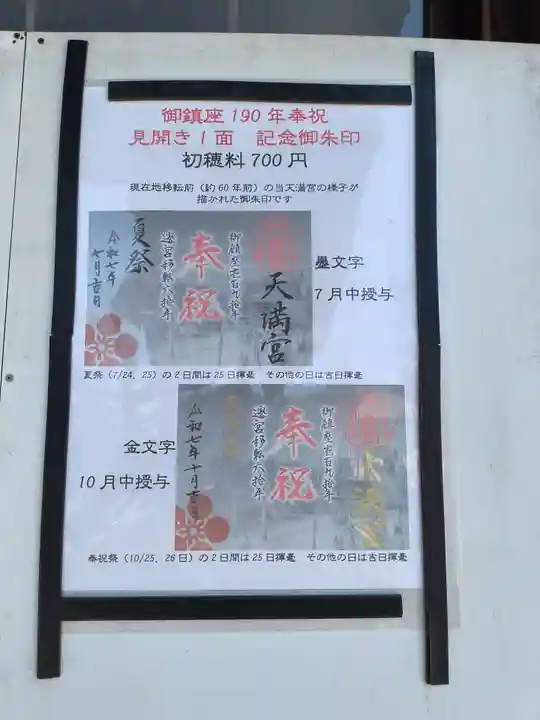 御鎮座190年奉祝
見開き1面 記念御朱印
初穂料700円
現在地移転前（約60年前）の当天満宮の様子が
描かれた御朱印です
天満宮
御鎮座壱百九拾年
奉祝
遷宮移転六拾年
夏祭
令和七年
七月吉日
墨文字
7月中授与
夏祭（7/24、25）の2日間は25日揮毫 その他の日は吉日揮毫
御鎮座壱百九拾年
奉祝
遷宮移転六拾年
令和七年十月吉日
金文字
10月中授与
奉祝祭（10/25、26日）の2日間は25日揮毫 その他の日は吉日揮毫